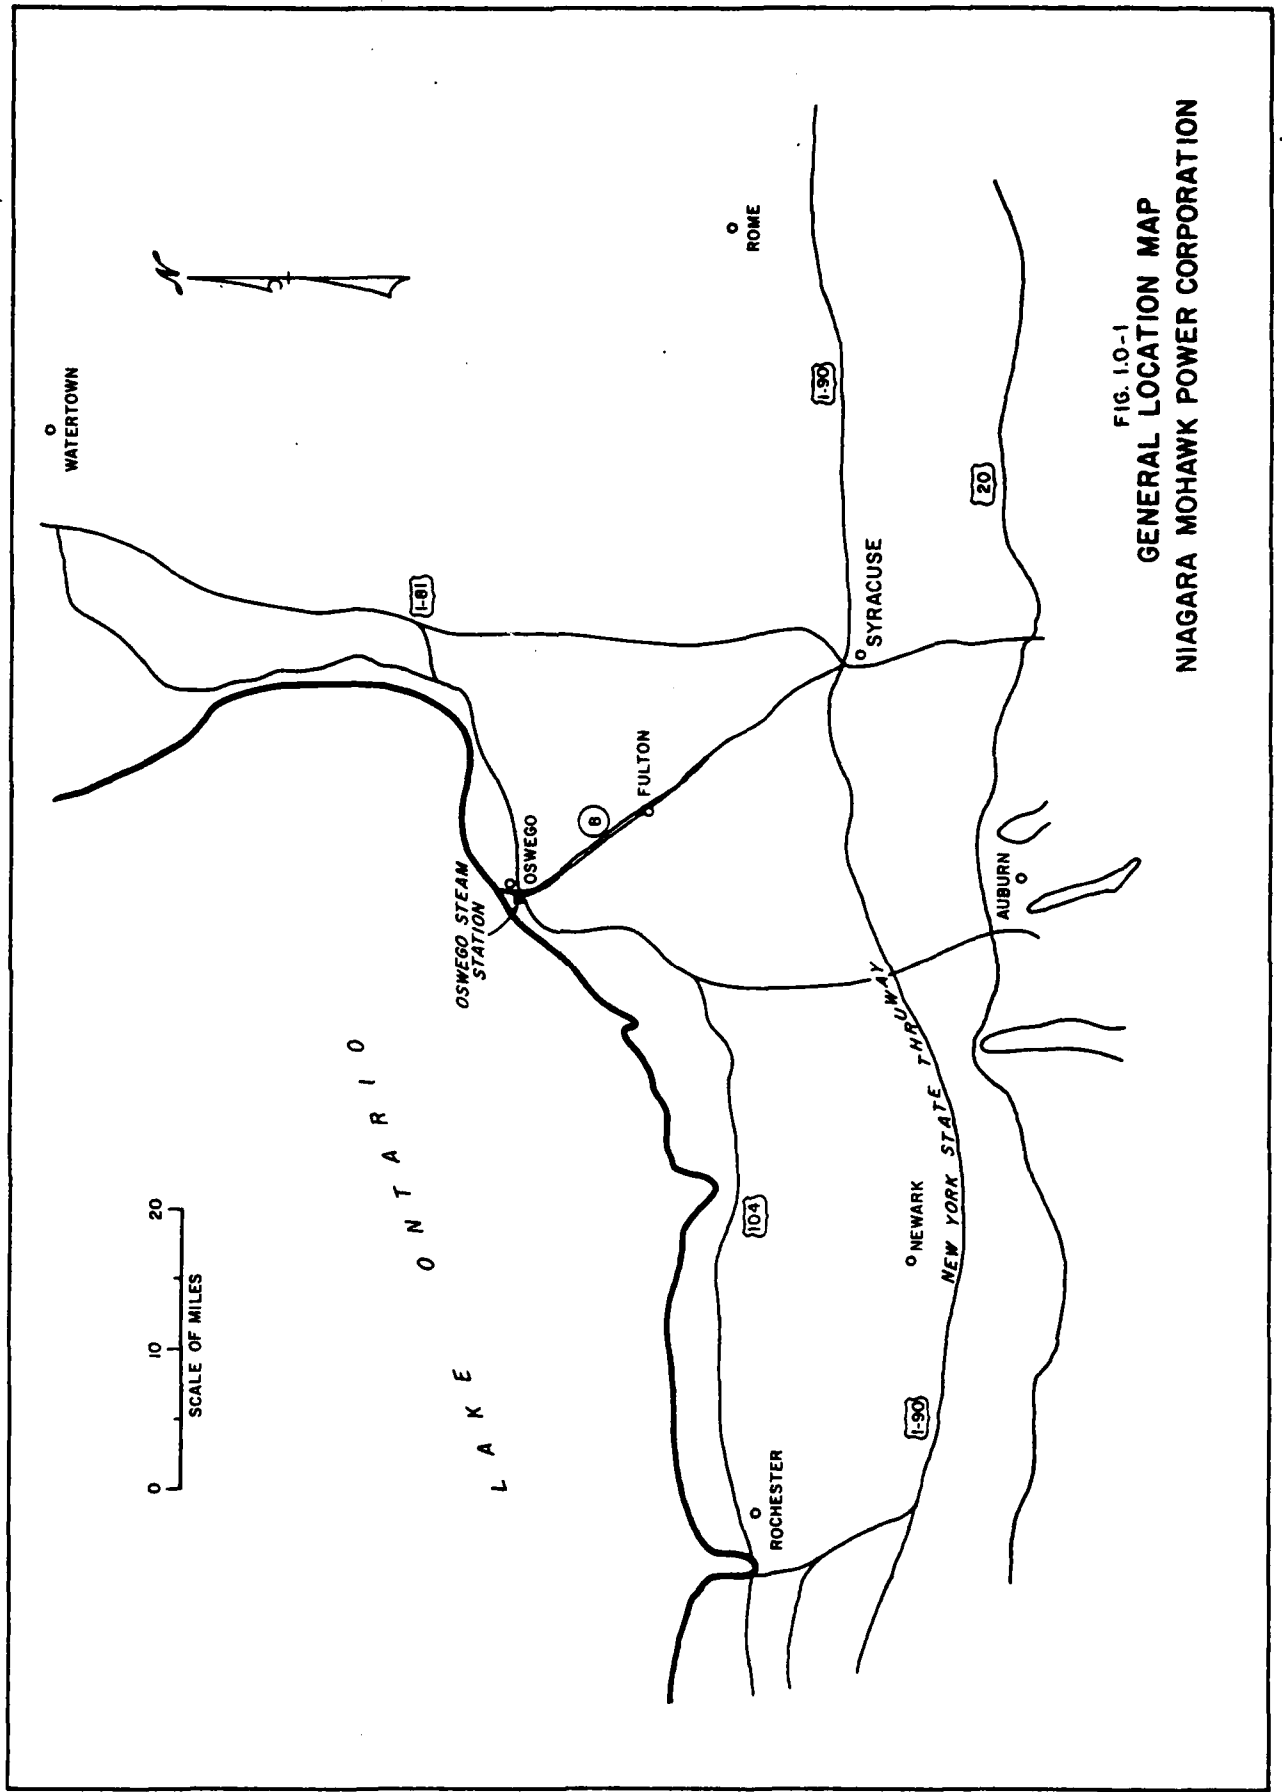 WATERTOWN
N
ROME
I-81
I-90
SYRACUSE
20
OSWEGO STEAM
STATION
OSWEGO
8
FULTON
AUBURN
LAKE ONTARIO
0 10 20
SCALE OF MILES
104
NEW YORK STATE THRUWAY
NEWARK
I-90
ROCHESTER
FIG. 1.0-1
GENERAL LOCATION MAP
NIAGARA MOHAWK POWER CORPORATION